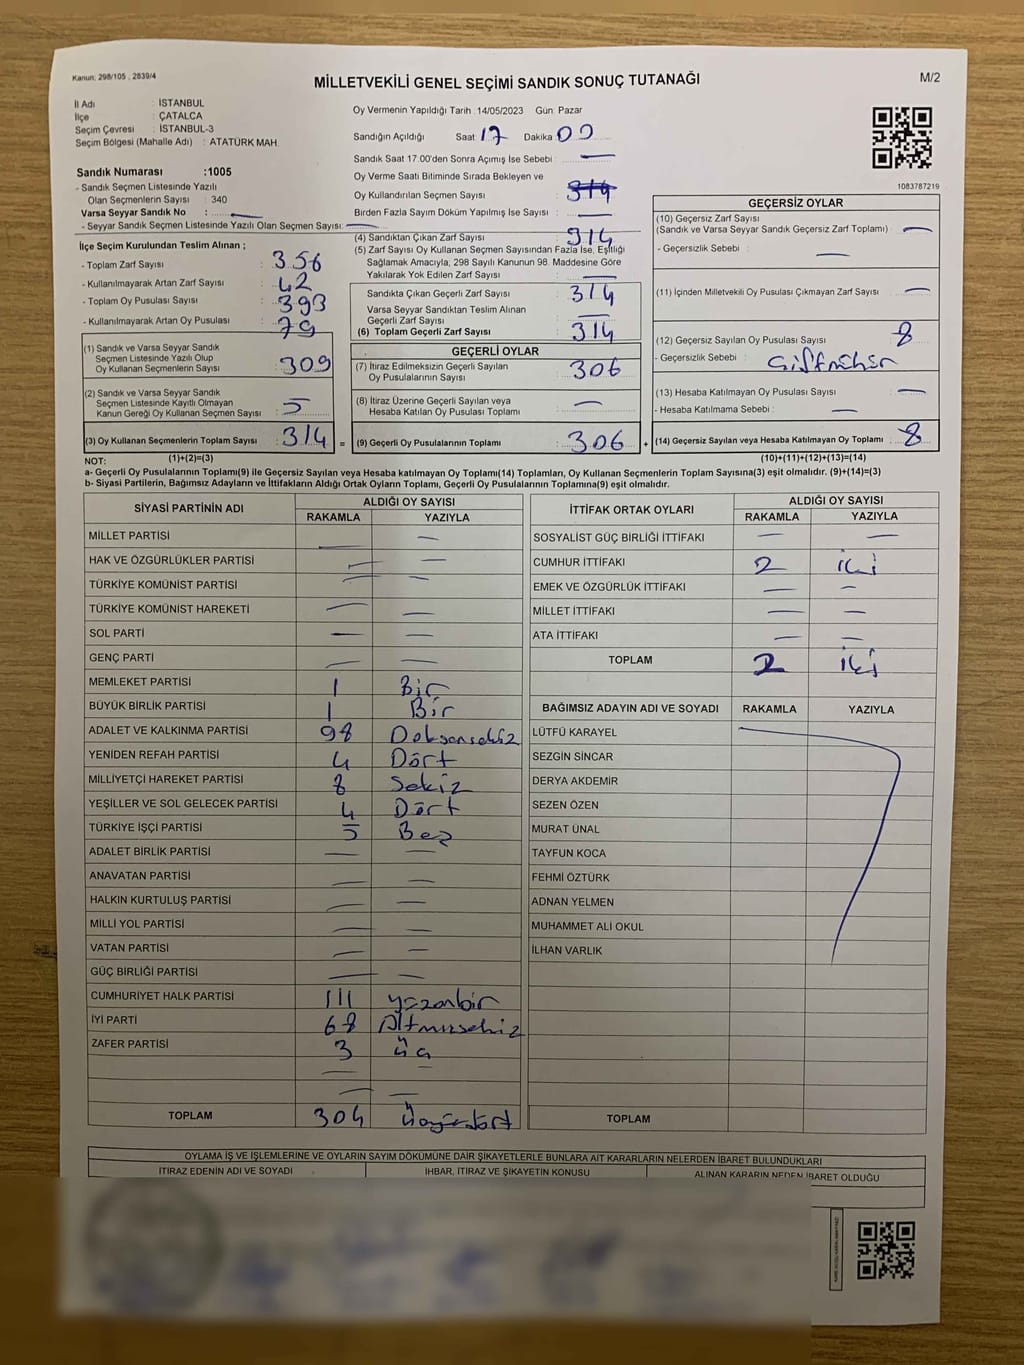 Kanun: 298/105 , 2839/4
MİLLETVEKİLİ GENEL SEÇİMİ SANDIK SONUÇ TUTANAĞI
M/2
İl Adı : İSTANBUL
İlçe : ÇATALCA
Seçim Çevresi : İSTANBUL-3
Seçim Bölgesi (Mahalle Adı) : ATATÜRK MAH.
Oy Vermenin Yapıldığı Tarih :14/05/2023 Gün: Pazar
Sandığın Açıldığı Saat: 17 Dakika: 00
Sandık Saat 17:00'den Sonra Açımış İse Sebebi : —
Oy Verme Saati Bitiminde Sırada Bekleyen ve
Oy Kullandırılan Seçmen Sayısı :
Birden Fazla Sayım Döküm Yapılmış İse Sayısı : —
1083787219
Sandık Numarası :1005
- Sandık Seçmen Listesinde Yazılı
Olan Seçmenlerin Sayısı : 340
Varsa Seyyar Sandık No : —
- Seyyar Sandık Seçmen Listesinde Yazılı Olan Seçmen Sayısı: —
İlçe Seçim Kurulundan Teslim Alınan ;
- Toplam Zarf Sayısı : 356
- Kullanılmayarak Artan Zarf Sayısı : 42
- Toplam Oy Pusulası Sayısı : 393
- Kullanılmayarak Artan Oy Pusulası : 79
(1) Sandık ve Varsa Seyyar Sandık
Seçmen Listesinde Yazılı Olup
Oy Kullanan Seçmenlerin Sayısı : 309
(2) Sandık ve Varsa Seyyar Sandık
Seçmen Listesinde Kayıtlı Olmayan
Kanun Gereği Oy Kullanan Seçmen Sayısı : 5
(3) Oy Kullanan Seçmenlerin Toplam Sayısı : 314 =
(4) Sandıktan Çıkan Zarf Sayısı : 314
(5) Zarf Sayısı Oy Kullanan Seçmen Sayısından Fazla İse, Eşitliği
Sağlamak Amacıyla; 298 Sayılı Kanunun 98. Maddesine Göre
Yakılarak Yok Edilen Zarf Sayısı : —
Sandıkta Çıkan Geçerli Zarf Sayısı : 314
Varsa Seyyar Sandıktan Teslim Alınan
Geçerli Zarf Sayısı : —
(6) Toplam Geçerli Zarf Sayısı : 314
GEÇERLİ OYLAR
(7) İtiraz Edilmeksizin Geçerli Sayılan
Oy Pusulalarının Sayısı : 306
(8) İtiraz Üzerine Geçerli Sayılan veya
Hesaba Katılan Oy Pusulası Toplamı : —
(9) Geçerli Oy Pusulalarının Toplamı : 306 +
GEÇERSİZ OYLAR
(10) Geçersiz Zarf Sayısı
(Sandık ve Varsa Seyyar Sandık Geçersiz Zarf Toplamı) : —
- Geçersizlik Sebebi : —
(11) İçinden Milletvekili Oy Pusulası Çıkmayan Zarf Sayısı : —
(12) Geçersiz Sayılan Oy Pusulası Sayısı : 8
- Geçersizlik Sebebi :
(13) Hesaba Katılmayan Oy Pusulası Sayısı : —
- Hesaba Katılmama Sebebi : —
(14) Geçersiz Sayılan veya Hesaba Katılmayan Oy Toplamı : 8
NOT: (1)+(2)=(3) (10)+(11)+(12)+(13)=(14)
a- Geçerli Oy Pusulalarının Toplamı(9) ile Geçersiz Sayılan veya Hesaba katılmayan Oy Toplamı(14) Toplamları, Oy Kullanan Seçmenlerin Toplam Sayısına(3) eşit olmalıdır. (9)+(14)=(3)
b- Siyasi Partilerin, Bağımsız Adayların ve İttifakların Aldığı Ortak Oyların Toplamı, Geçerli Oy Pusulalarının Toplamına(9) eşit olmalıdır.
SİYASİ PARTİNİN ADI ALDIĞI OY SAYISI
RAKAMLA YAZIYLA
MİLLET PARTİSİ — —
HAK VE ÖZGÜRLÜKLER PARTİSİ — —
TÜRKİYE KOMÜNİST PARTİSİ — —
TÜRKİYE KOMÜNİST HAREKETİ — —
SOL PARTİ — —
GENÇ PARTİ — —
MEMLEKET PARTİSİ 1 Bir
BÜYÜK BİRLİK PARTİSİ 1 Bir
ADALET VE KALKINMA PARTİSİ 98 Doksansekiz
YENİDEN REFAH PARTİSİ 4 Dört
MİLLİYETÇİ HAREKET PARTİSİ 8 Sekiz
YEŞİLLER VE SOL GELECEK PARTİSİ 4 Dört
TÜRKİYE İŞÇİ PARTİSİ 5 Beş
ADALET BİRLİK PARTİSİ — —
ANAVATAN PARTİSİ — —
HALKIN KURTULUŞ PARTİSİ — —
MİLLİ YOL PARTİSİ — —
VATAN PARTİSİ — —
GÜÇ BİRLİĞİ PARTİSİ — —
CUMHURİYET HALK PARTİSİ 111 yüzonbir
İYİ PARTİ 68 Altmışsekiz
ZAFER PARTİSİ 3 üç
TOPLAM 304 Üçyüzdört
İTTİFAK ORTAK OYLARI ALDIĞI OY SAYISI
RAKAMLA YAZIYLA
SOSYALİST GÜÇ BİRLİĞİ İTTİFAKI — —
CUMHUR İTTİFAKI 2 iki
EMEK VE ÖZGÜRLÜK İTTİFAKI — —
MİLLET İTTİFAKI — —
ATA İTTİFAKI — —
TOPLAM 2 iki
BAĞIMSIZ ADAYIN ADI VE SOYADI RAKAMLA YAZIYLA
LÜTFÜ KARAYEL
SEZGİN SİNCAR
DERYA AKDEMİR
SEZEN ÖZEN
MURAT ÜNAL
TAYFUN KOCA
FEHMİ ÖZTÜRK
ADNAN YELMEN
MUHAMMET ALİ OKUL
İLHAN VARLIK
TOPLAM
OYLAMA İŞ VE İŞLEMLERİNE VE OYLARIN SAYIM DÖKÜMÜNE DAİR ŞİKAYETLERLE BUNLARA AİT KARARLARIN NELERDEN İBARET BULUNDUKLARI
İTİRAZ EDENİN ADI VE SOYADI İHBAR, İTİRAZ VE ŞİKAYETİN KONUSU ALINAN KARARIN NEDEN İBARET OLDUĞU